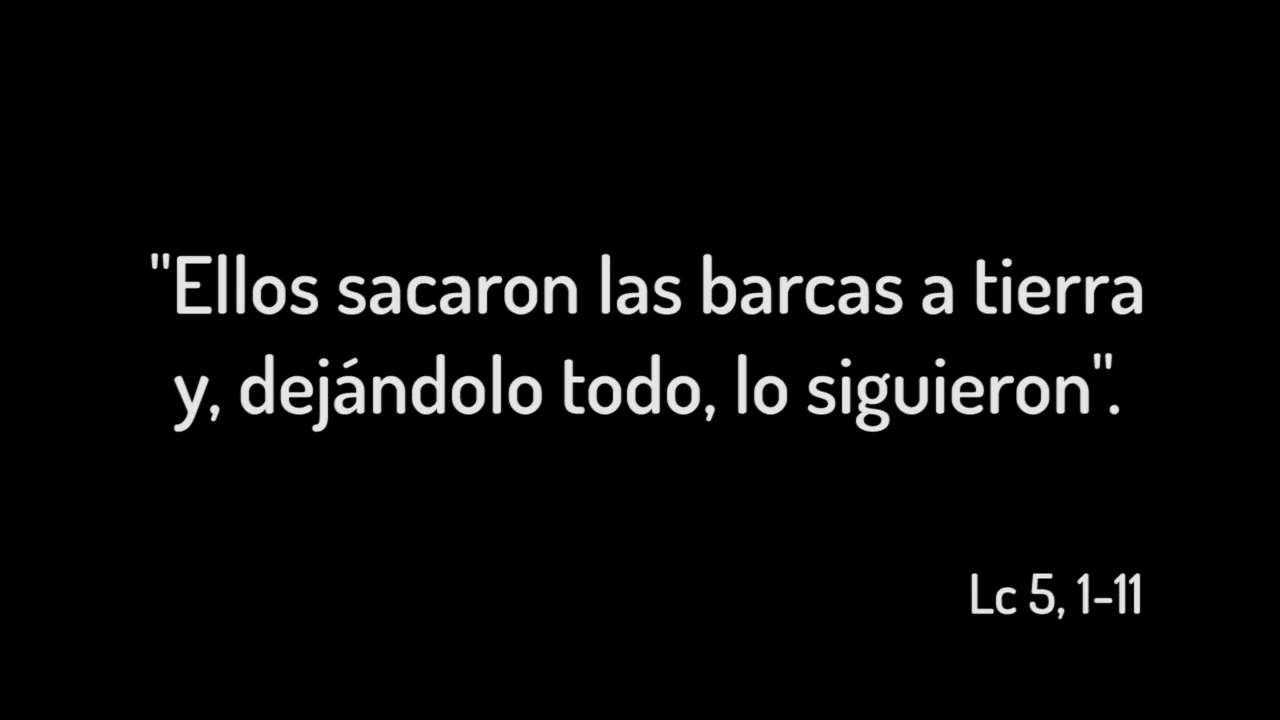 "Ellos sacaron las barcas a tierra
y, dejándolo todo, lo siguieron".
Lc 5, 1-11